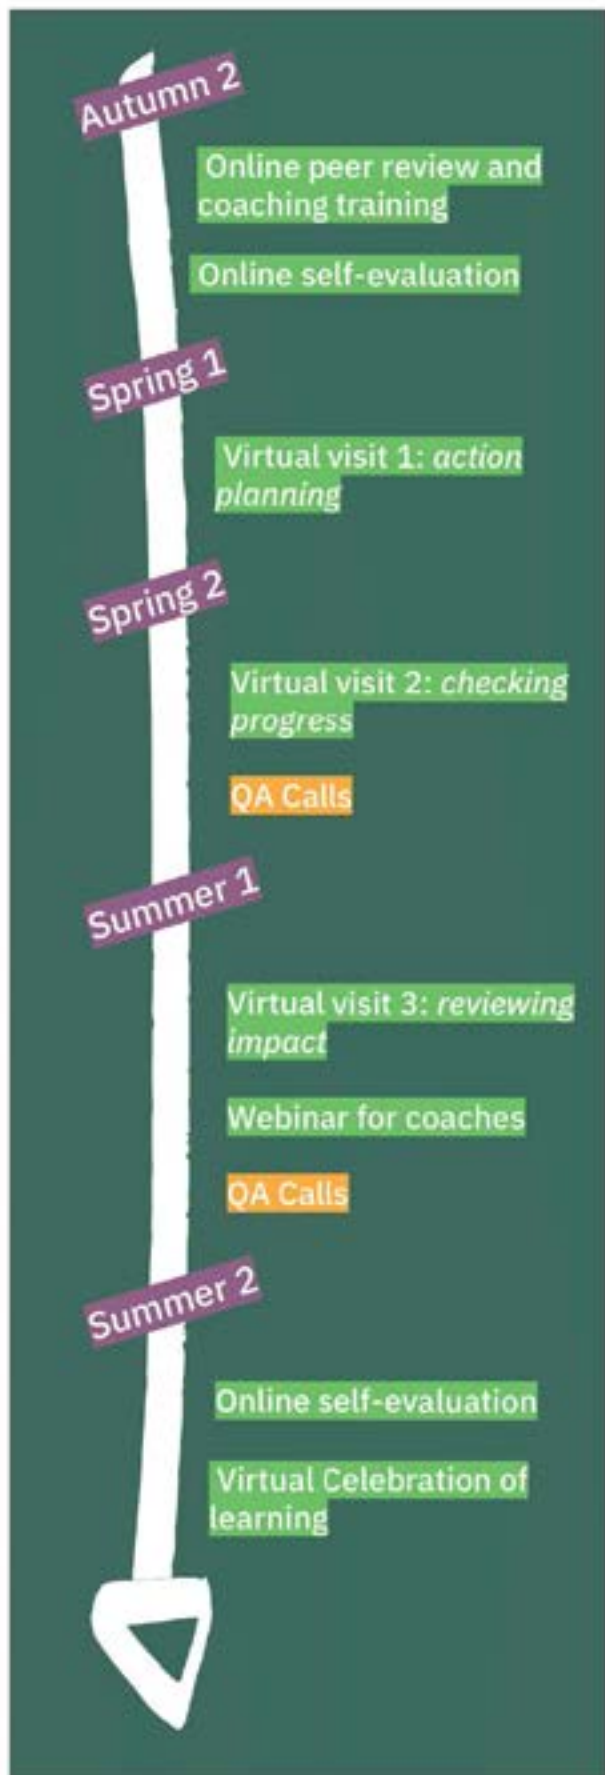 Autumn 2
Online peer review and
coaching training
Online self-evaluation
Spring 1
Virtual visit 1: action
planning
Spring 2
Virtual visit 2: checking
progress
QA Calls
Summer 1
Virtual visit 3: reviewing
impact
Webinar for coaches
QA Calls
Summer 2
Online self-evaluation
Virtual Celebration of
learning